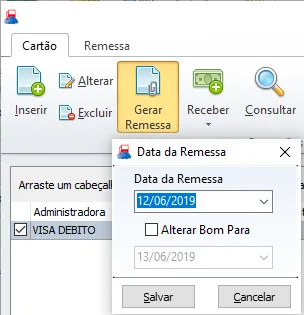 Cartão Remessa
Inserir
Alterar
Excluir
Gerar
Remessa
Receber
Consultar
Data da Remessa
Data da Remessa
12/06/2019
Alterar Bom Para
13/06/2019
Salvar Cancelar
Arraste um cabeçall
Administradora
VISA DEBITO